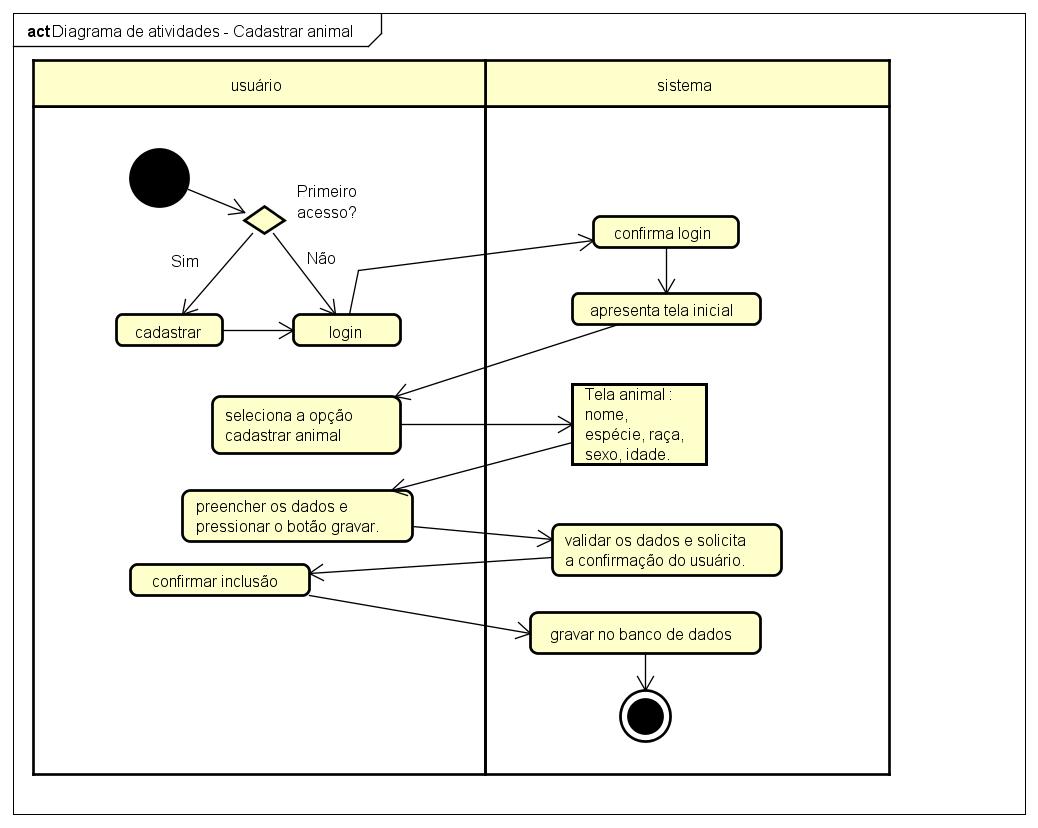 act Diagrama de atividades - Cadastrar animal
usuário
sistema
Primeiro
acesso?
Sim
Não
cadastrar
login
confirma login
apresenta tela inicial
seleciona a opção
cadastrar animal
Tela animal :
nome,
espécie, raça,
sexo, idade.
preencher os dados e
pressionar o botão gravar.
validar os dados e solicita
a confirmação do usuário.
confirmar inclusão
gravar no banco de dados